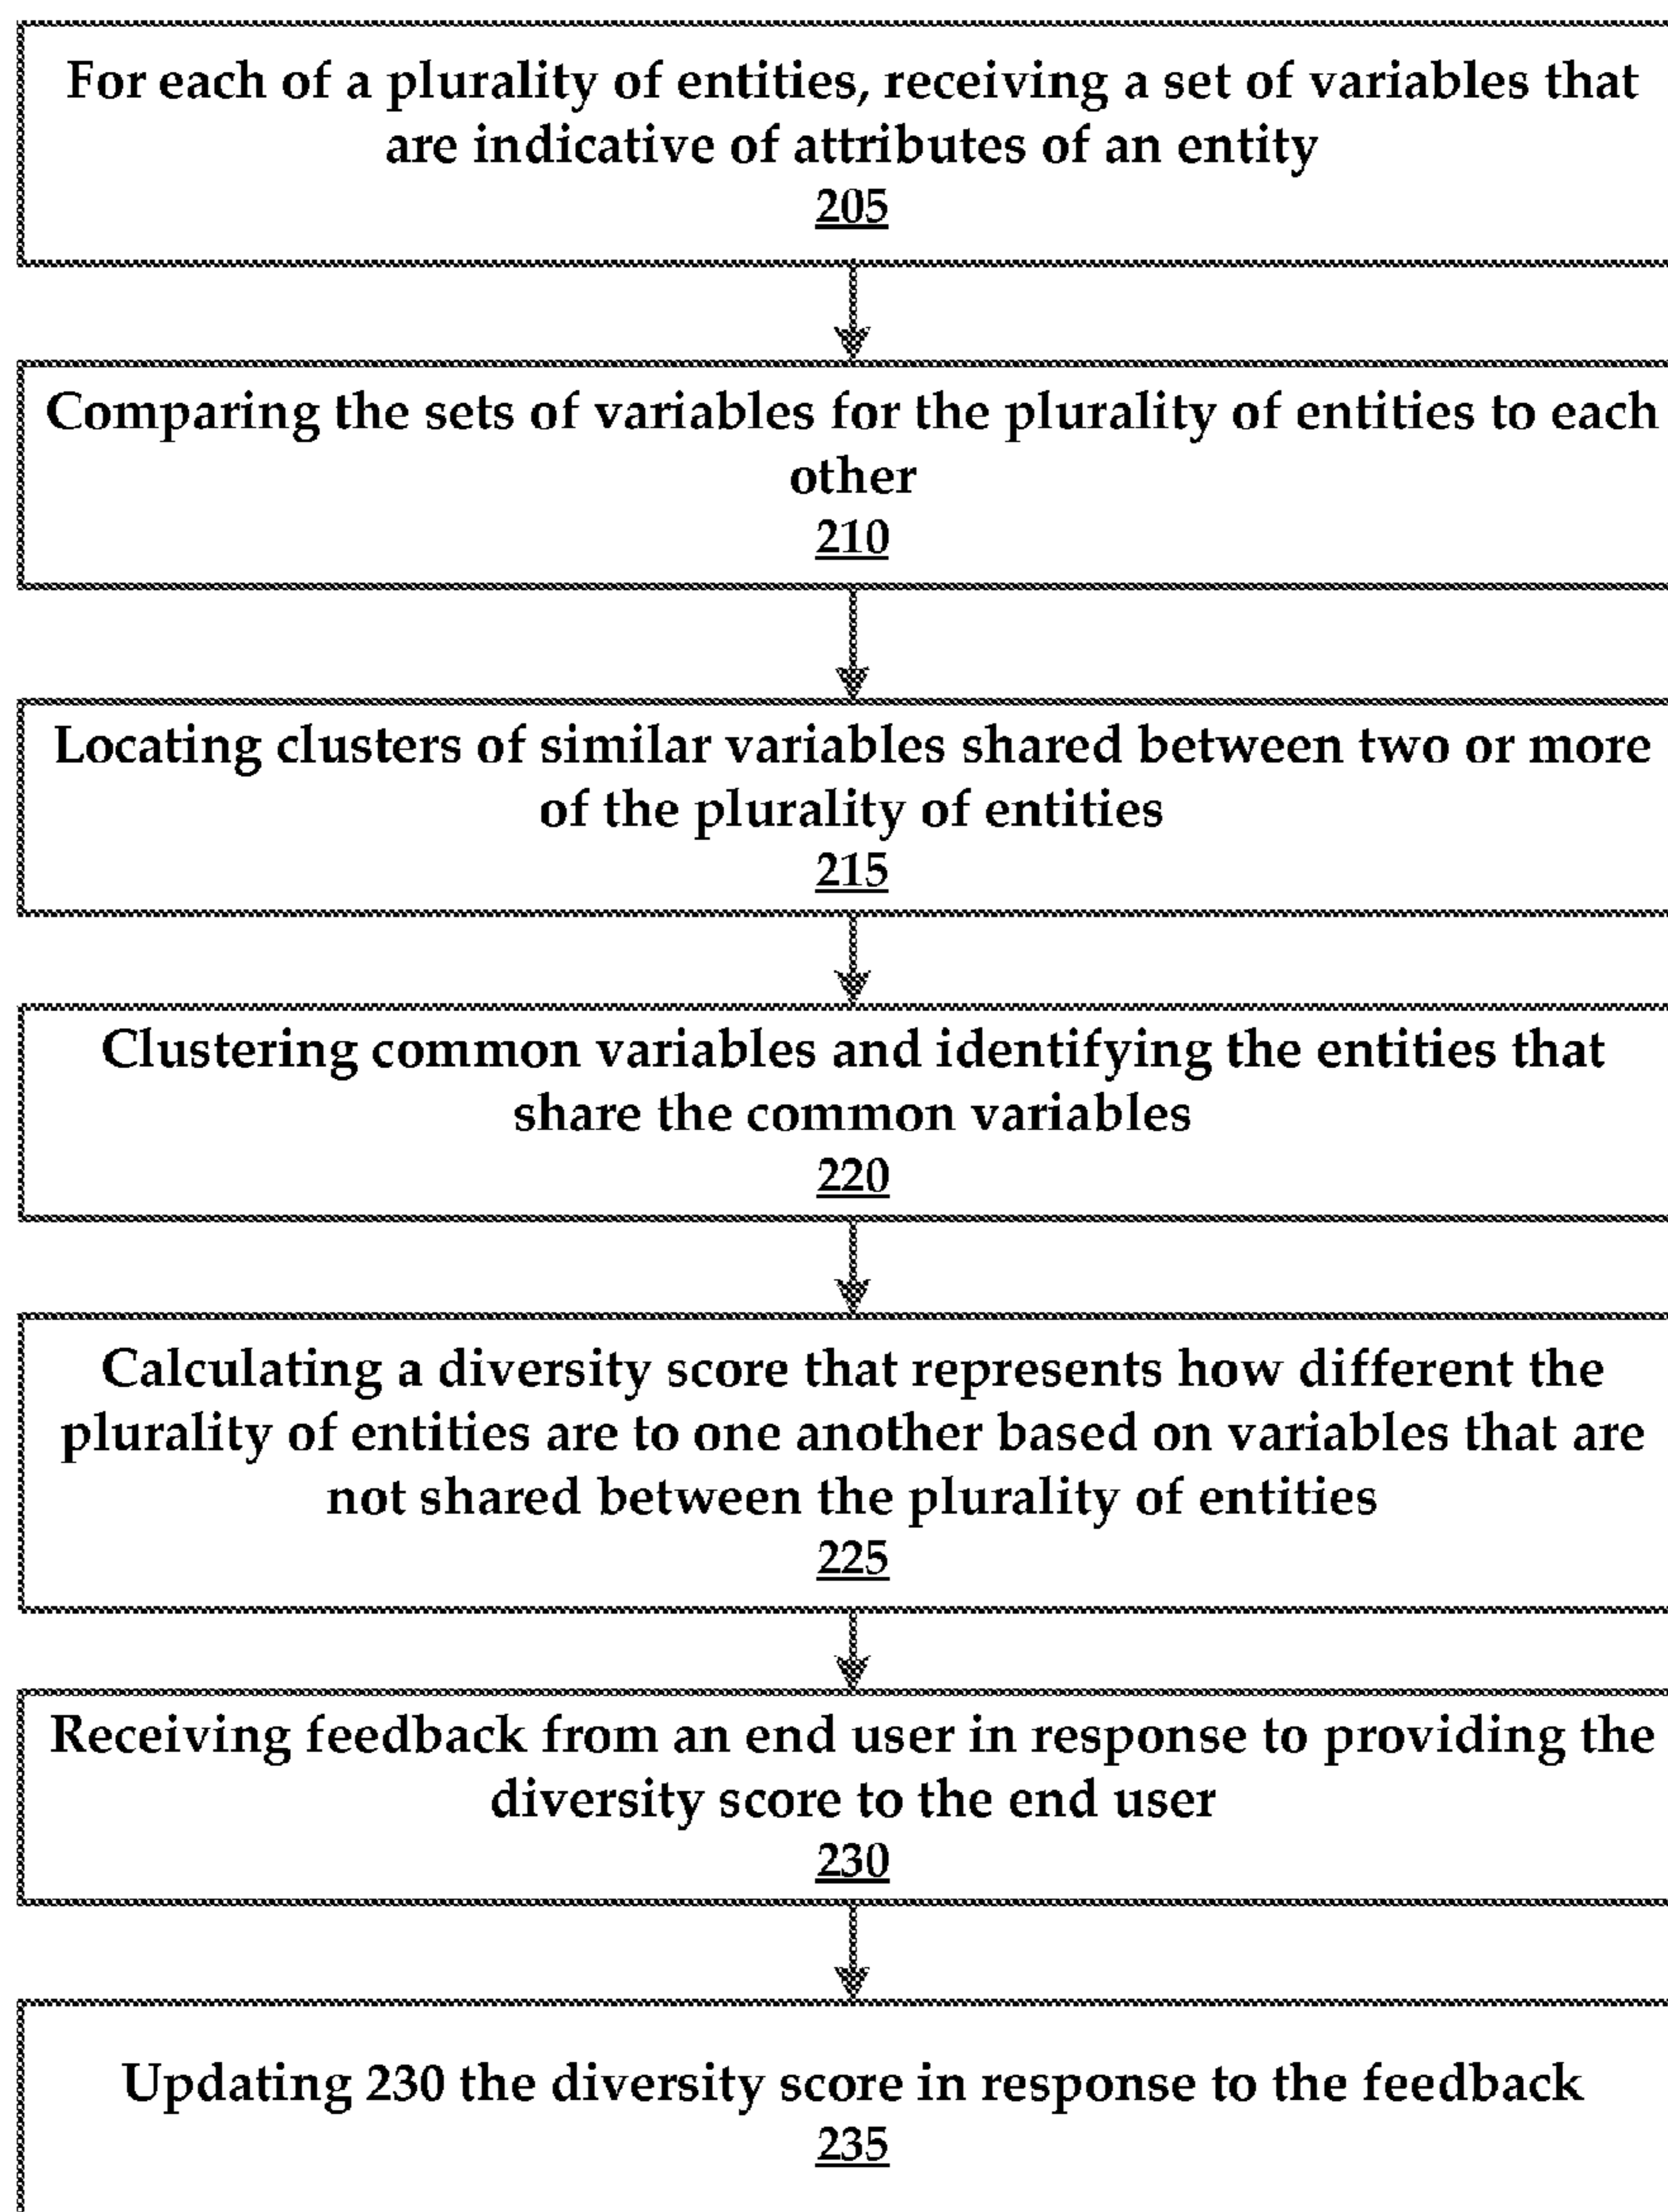 For each of a plurality of entities, receiving a set of variables that
are indicative of attributes of an entity
205
Comparing the sets of variables for the plurality of entities to each
other
210
Locating clusters of similar variables shared between two or more
of the plurality of entities
215
Clustering common variables and identifying the entities that
share the common variables
220
Calculating a diversity score that represents how different the
plurality of entities are to one another based on variables that are
not shared between the plurality of entities
225
Receiving feedback from an end user in response to providing the
diversity score to the end user
230
Updating 230 the diversity score in response to the feedback
235